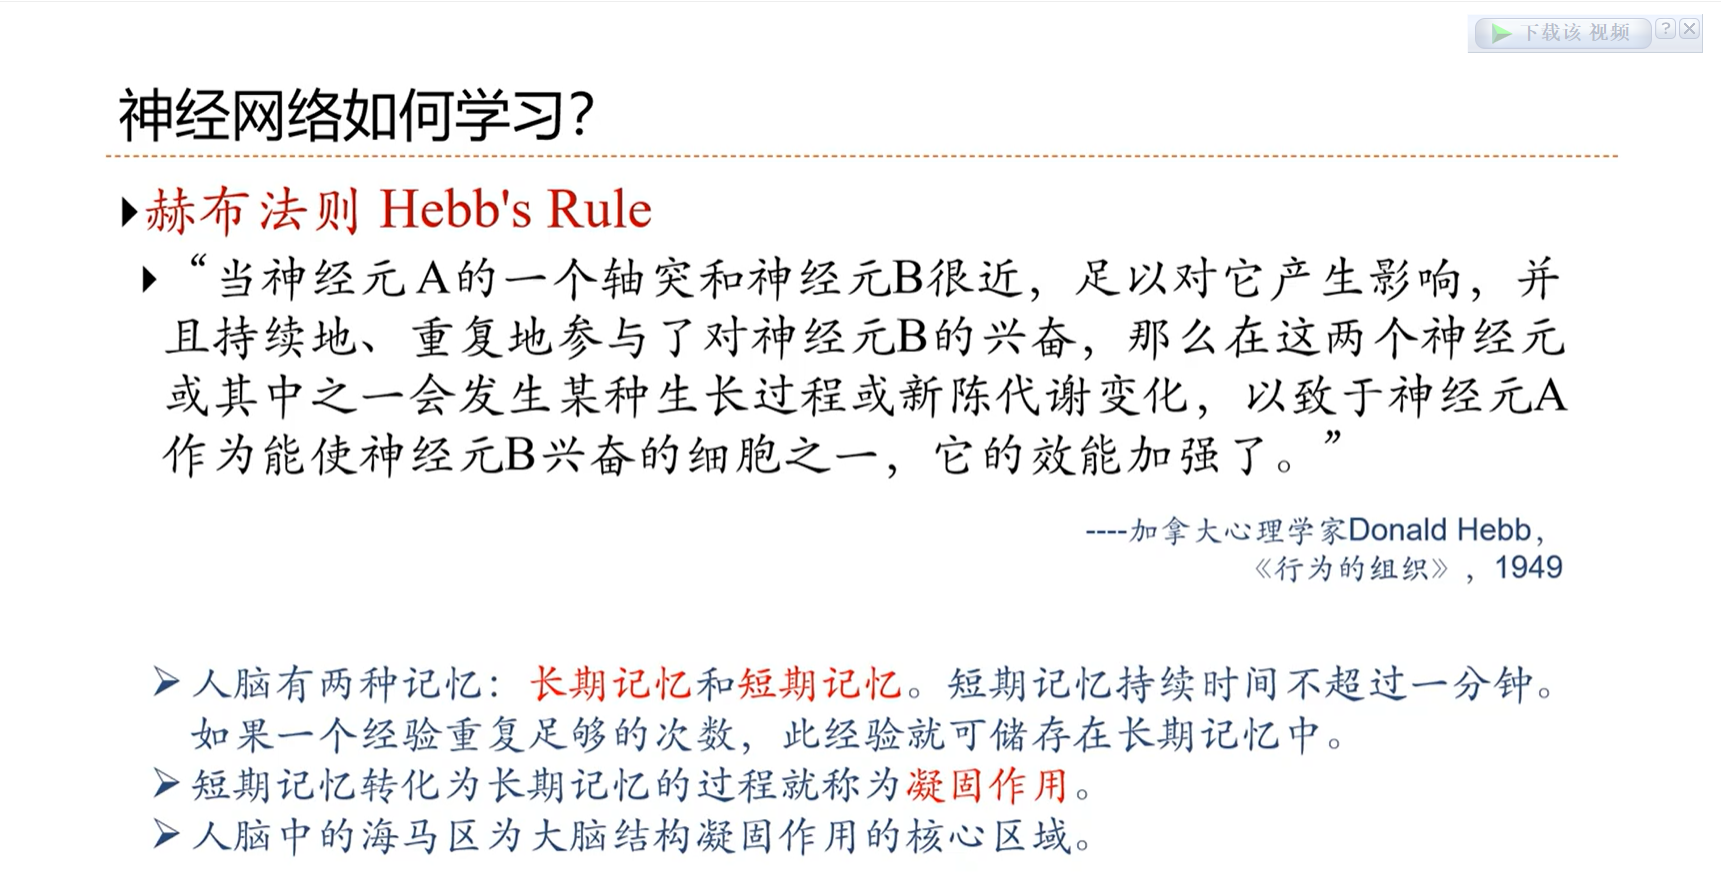 下载该 视频
神经网络如何学习?
赫布法则 Hebb's Rule
“当神经元A的一个轴突和神经元B很近，足以对它产生影响，并
且持续地、重复地参与了对神经元B的兴奋，那么在这两个神经元
或其中之一会发生某种生长过程或新陈代谢变化，以致于神经元A
作为能使神经元B兴奋的细胞之一，它的效能加强了。”
----加拿大心理学家Donald Hebb，
《行为的组织》，1949
人脑有两种记忆：长期记忆和短期记忆。短期记忆持续时间不超过一分钟。
如果一个经验重复足够的次数，此经验就可储存在长期记忆中。
短期记忆转化为长期记忆的过程就称为凝固作用。
人脑中的海马区为大脑结构凝固作用的核心区域。